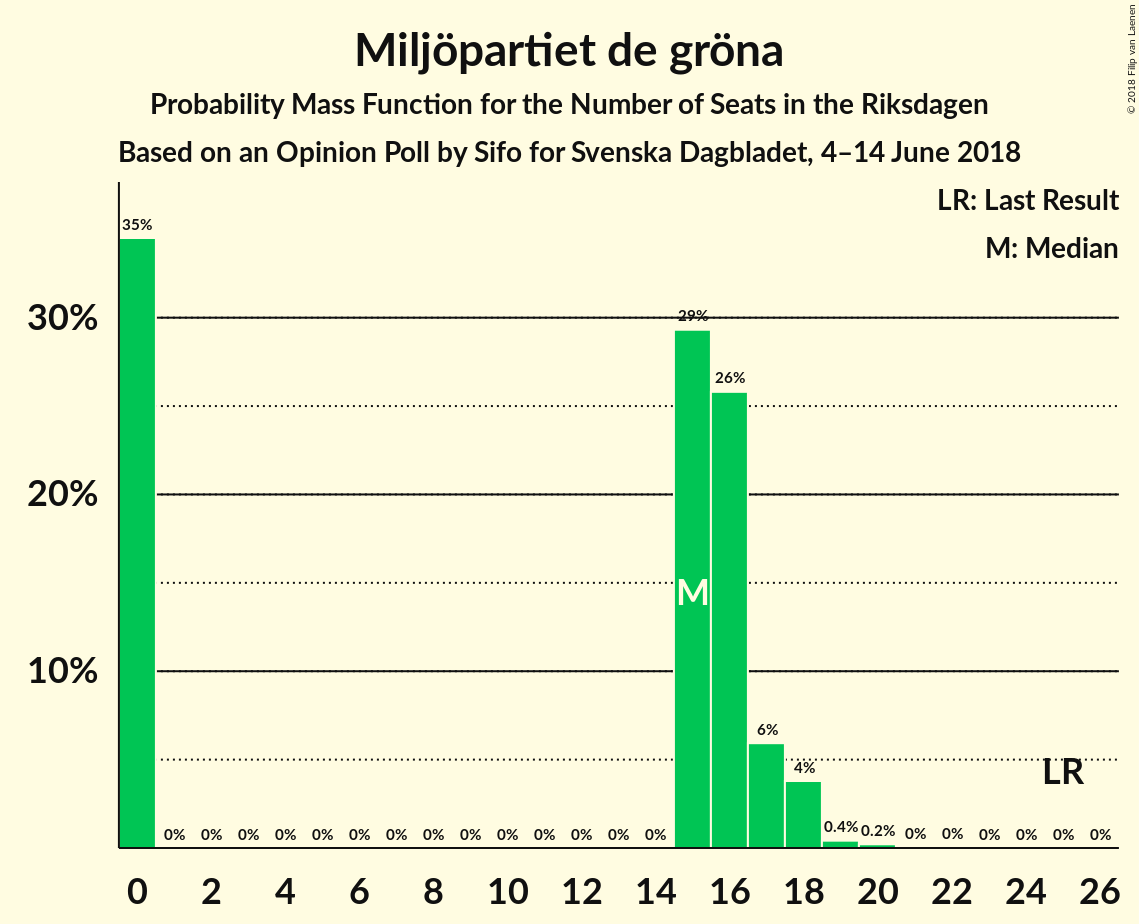 Miljöpartiet de gröna
Probability Mass Function for the Number of Seats in the Riksdagen
Based on an Opinion Poll by Sifo for Svenska Dagbladet, 4–14 June 2018
© 2018 Filip van Laenen
LR: Last Result
M: Median
35%
30%
29%
26%
20%
M
10%
6%
4%
LR
0% 0% 0% 0% 0% 0% 0% 0% 0% 0% 0% 0% 0% 0% 0.4% 0.2% 0% 0% 0% 0% 0% 0%
0 2 4 6 8 10 12 14 16 18 20 22 24 26